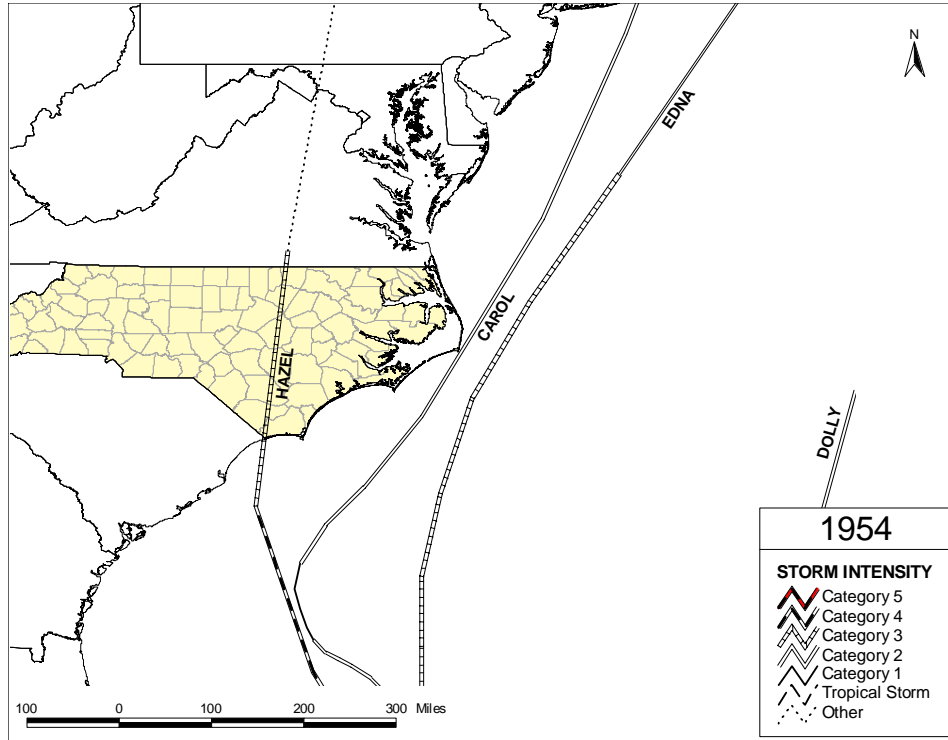 N
EDNA
CAROL
HAZEL
DOLLY
1954
STORM INTENSITY
Category 5
Category 4
Category 3
Category 2
Category 1
Tropical Storm
Other
100 0 100 200 300 Miles